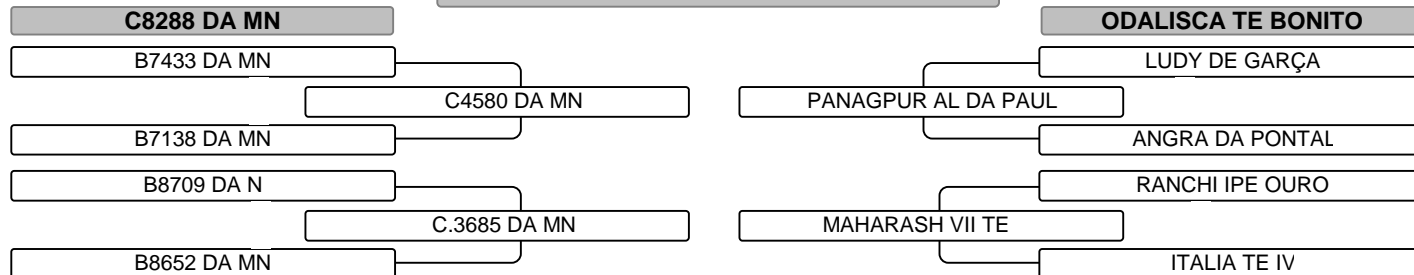 C8288 DA MN
ODALISCA TE BONITO
B7433 DA MN
LUDY DE GARÇA
C4580 DA MN
PANAGPUR AL DA PAUL
B7138 DA MN
ANGRA DA PONTAL
B8709 DA N
RANCHI IPE OURO
C.3685 DA MN
MAHARASH VII TE
B8652 DA MN
ITALIA TE IV